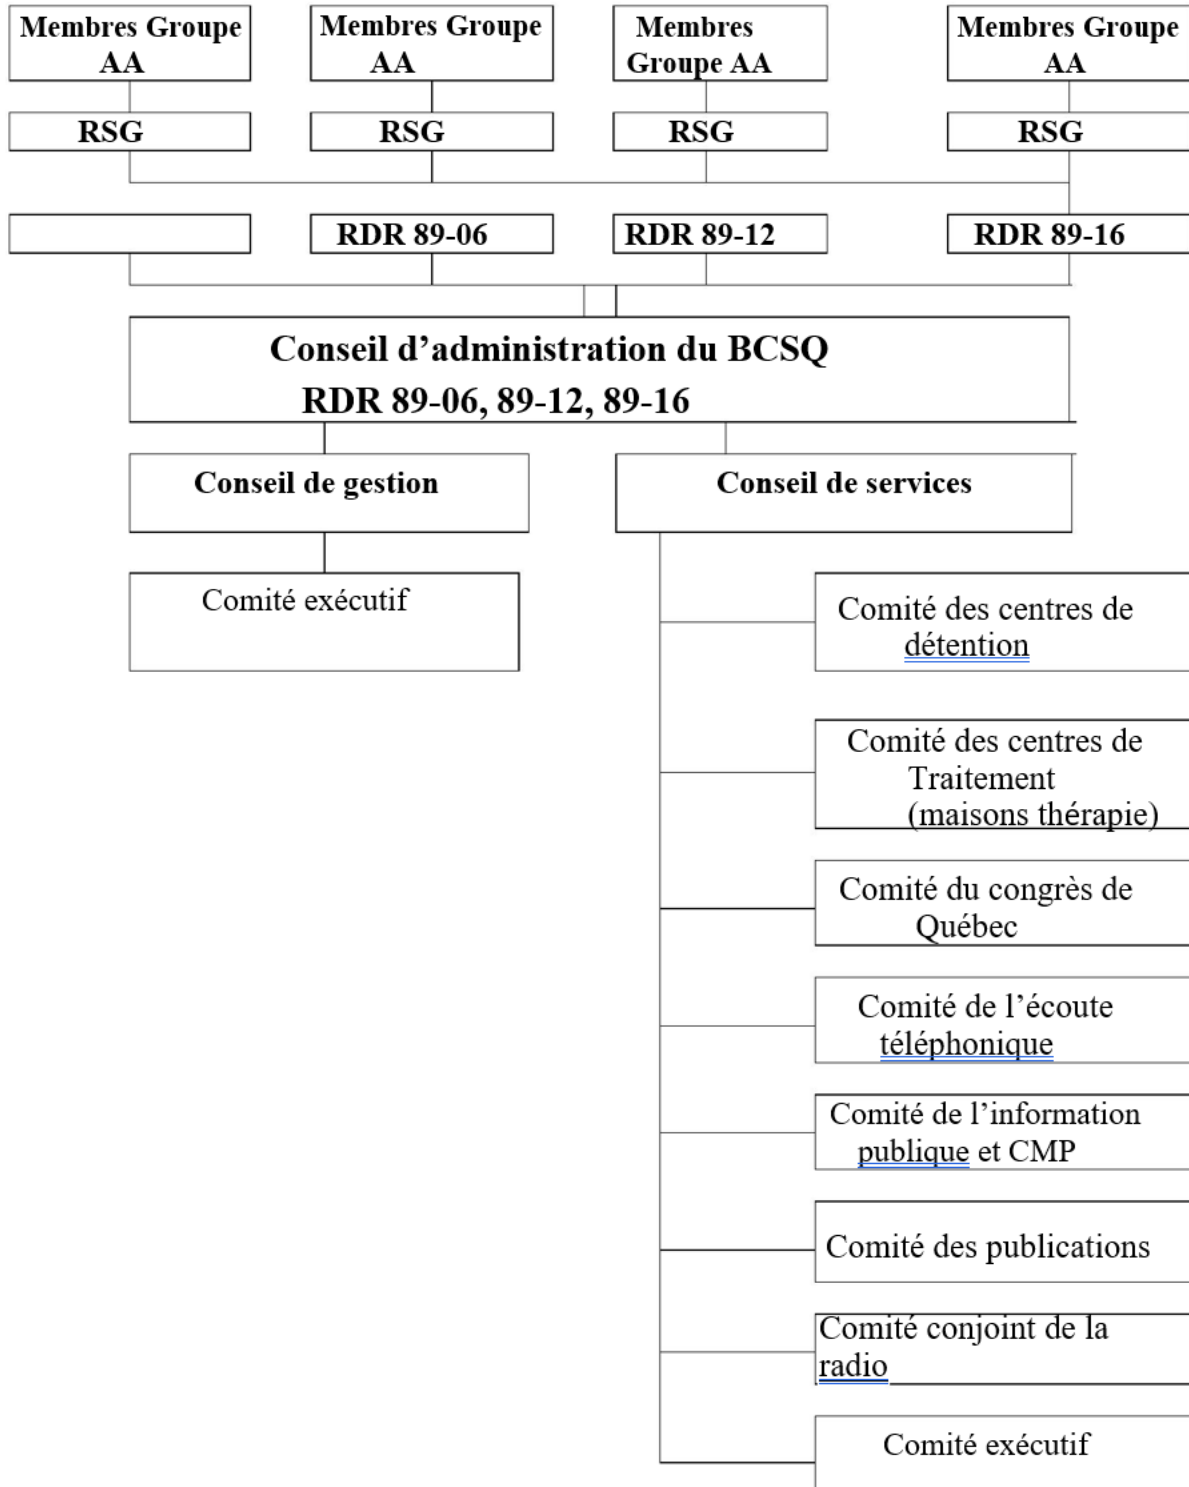 Membres Groupe
AA
Membres Groupe
AA
Membres
Groupe AA
Membres Groupe
AA
RSG
RSG
RSG
RSG
RDR 89-06
RDR 89-12
RDR 89-16
Conseil d’administration du BCSQ
RDR 89-06, 89-12, 89-16
Conseil de gestion
Conseil de services
Comité exécutif
Comité des centres de
détention
Comité des centres de
Traitement
(maisons thérapie)
Comité du congrès de
Québec
Comité de l’écoute
téléphonique
Comité de l’information
publique et CMP
Comité des publications
Comité conjoint de la
radio
Comité exécutif